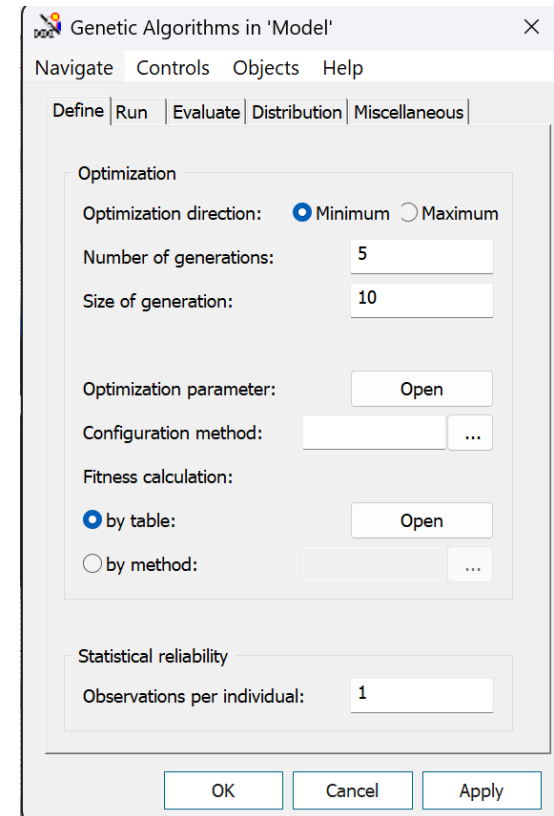 Genetic Algorithms in 'Model'
Navigate Controls Objects Help
Define Run Evaluate Distribution Miscellaneous
Optimization
Optimization direction: Minimum Maximum
Number of generations: 5
Size of generation: 10
Optimization parameter: Open
Configuration method: ...
Fitness calculation:
by table: Open
by method: ...
Statistical reliability
Observations per individual: 1
OK Cancel Apply